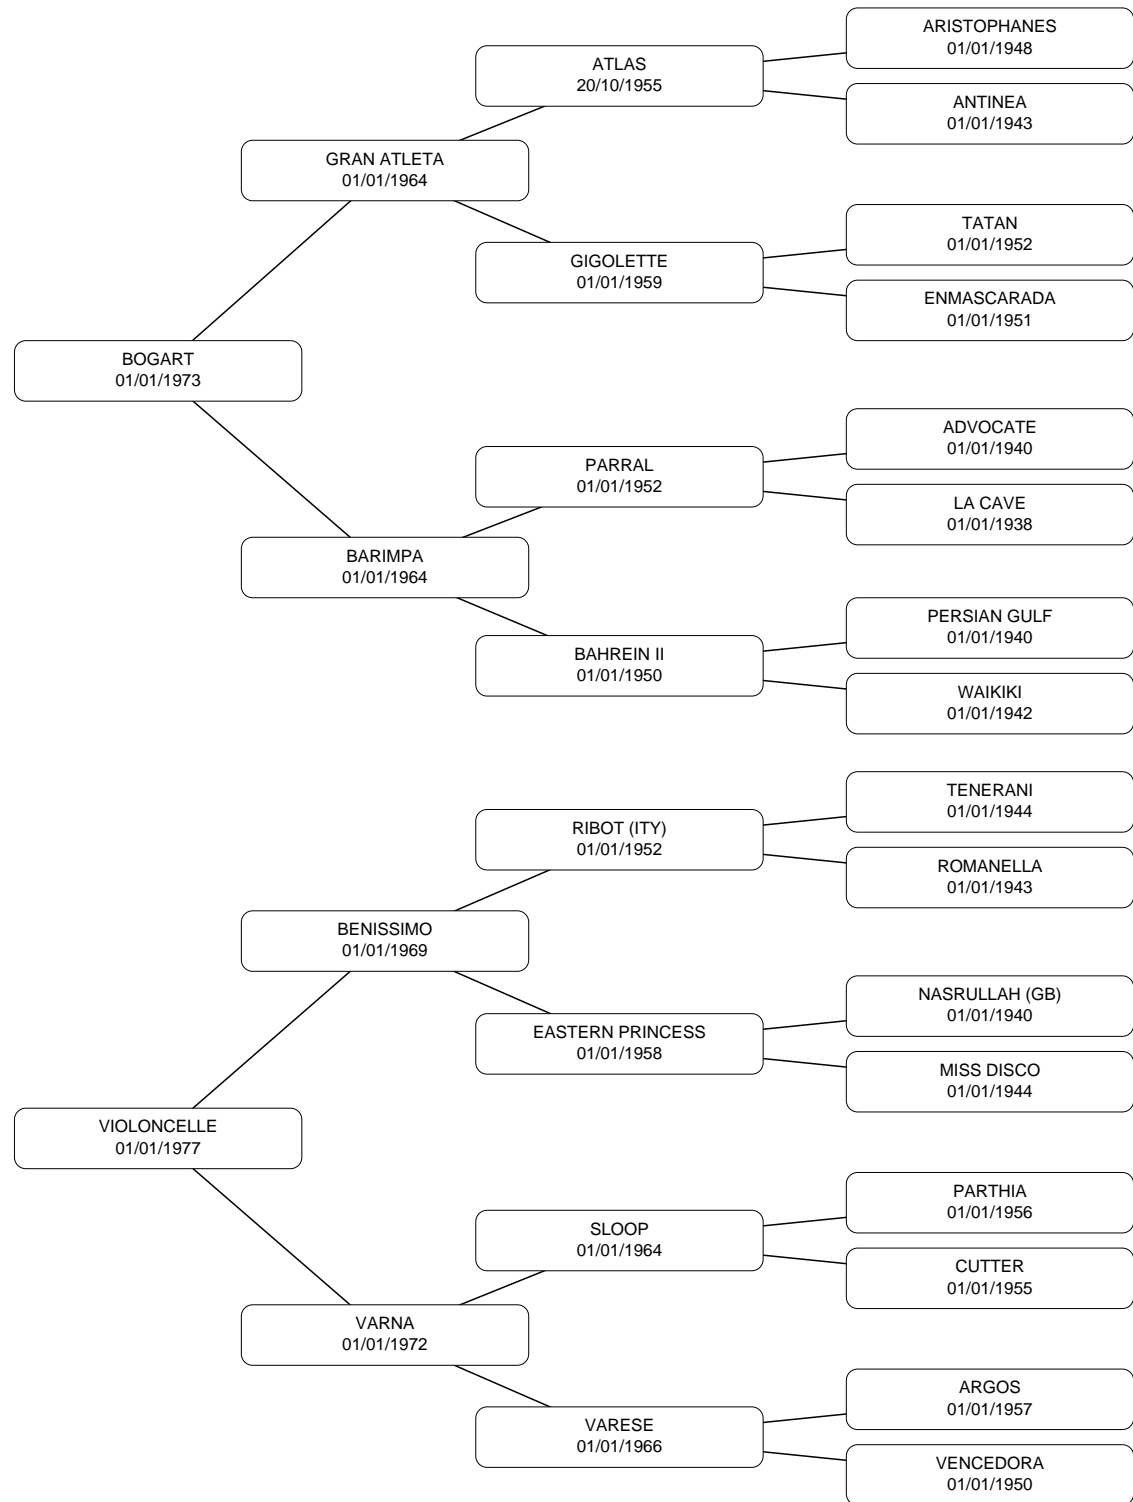 ARISTOPHANES
01/01/1948
ATLAS
20/10/1955
ANTINEA
01/01/1943
GRAN ATLETA
01/01/1964
TATAN
01/01/1952
GIGOLETTE
01/01/1959
ENMASCARADA
01/01/1951
BOGART
01/01/1973
ADVOCATE
01/01/1940
PARRAL
01/01/1952
LA CAVE
01/01/1938
BARIMPA
01/01/1964
PERSIAN GULF
01/01/1940
BAHREIN II
01/01/1950
WAIKIKI
01/01/1942
TENERANI
01/01/1944
RIBOT (ITY)
01/01/1952
ROMANELLA
01/01/1943
BENISSIMO
01/01/1969
NASRULLAH (GB)
01/01/1940
EASTERN PRINCESS
01/01/1958
MISS DISCO
01/01/1944
VIOLONCELLE
01/01/1977
PARTHIA
01/01/1956
SLOOP
01/01/1964
CUTTER
01/01/1955
VARNA
01/01/1972
ARGOS
01/01/1957
VARESE
01/01/1966
VENCEDORA
01/01/1950